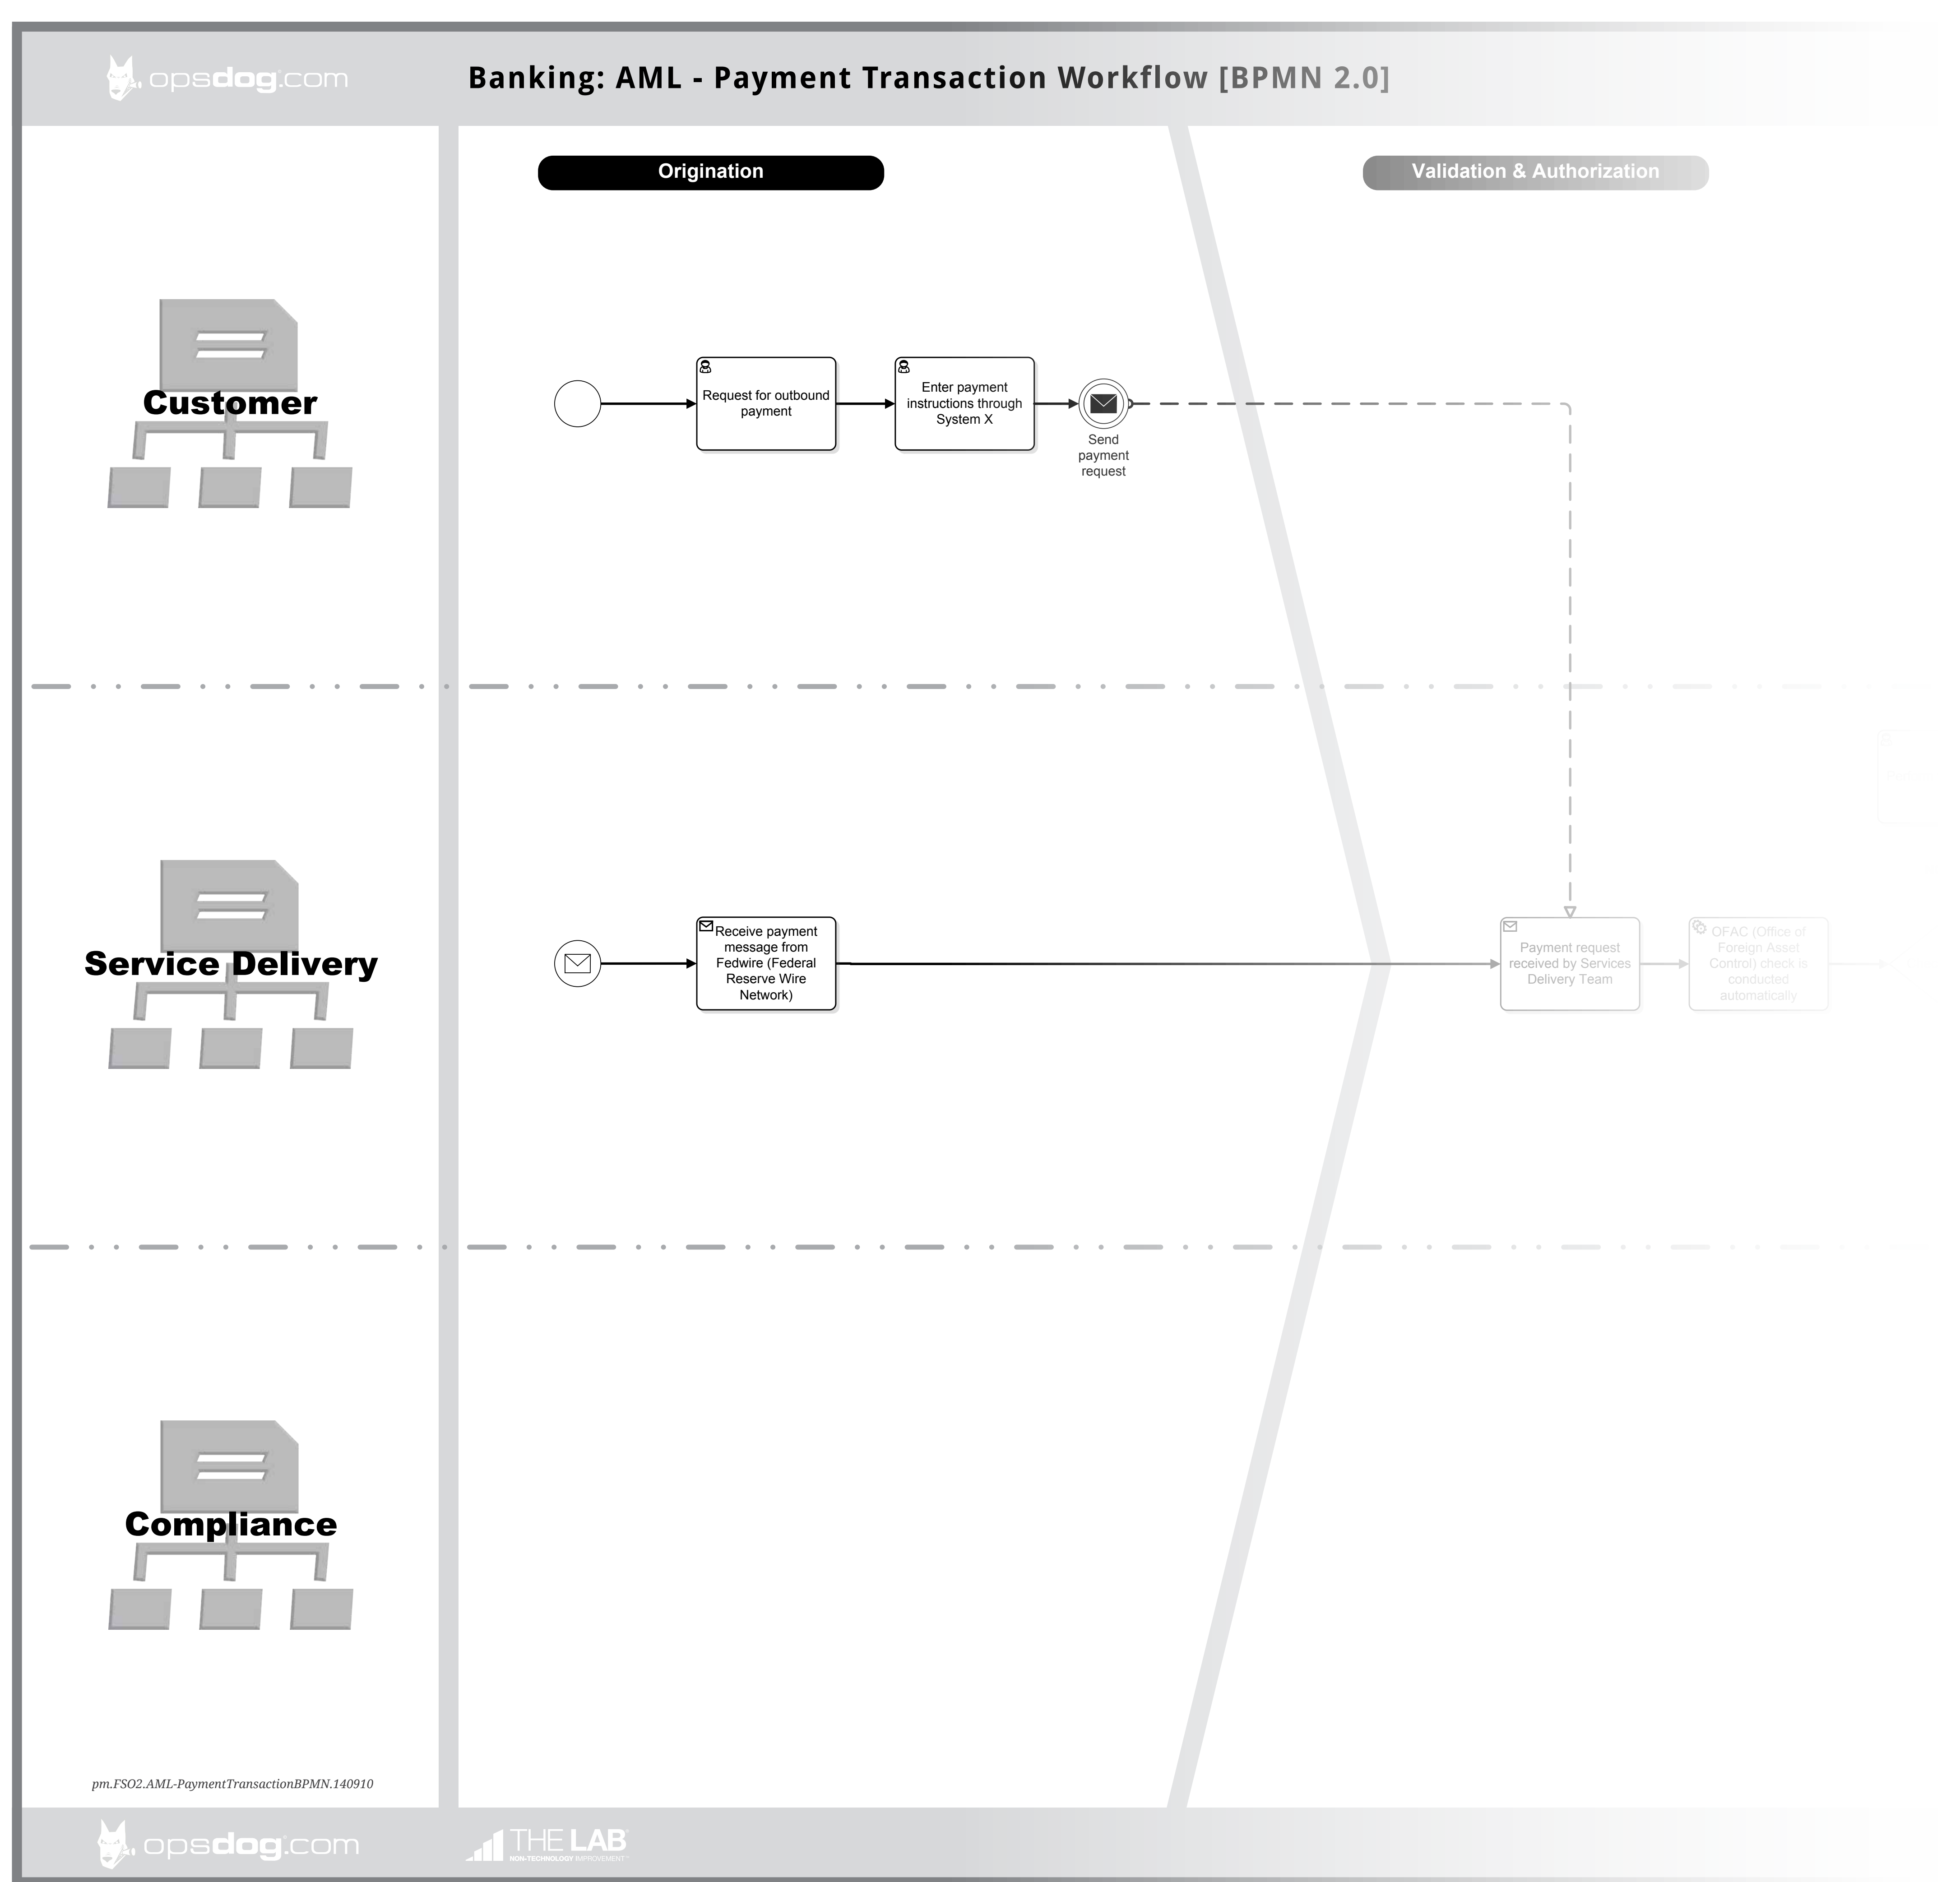 opsdog.com
Banking: AML - Payment Transaction Workflow [BPMN 2.0]
Origination
Validation & Authorization
Customer
Request for outbound
payment
Enter payment
instructions through
System X
Send
payment
request
Service Delivery
Receive payment
message from
Fedwire (Federal
Reserve Wire
Network)
Payment request
received by Services
Delivery Team
OFAC (Office of
Foreign Asset
Control) check is
conducted
automatically
Compliance
pm.FSO2.AML-PaymentTransactionBPMN.140910
opsdog.com
THE LAB
NON-TECHNOLOGY IMPROVEMENT